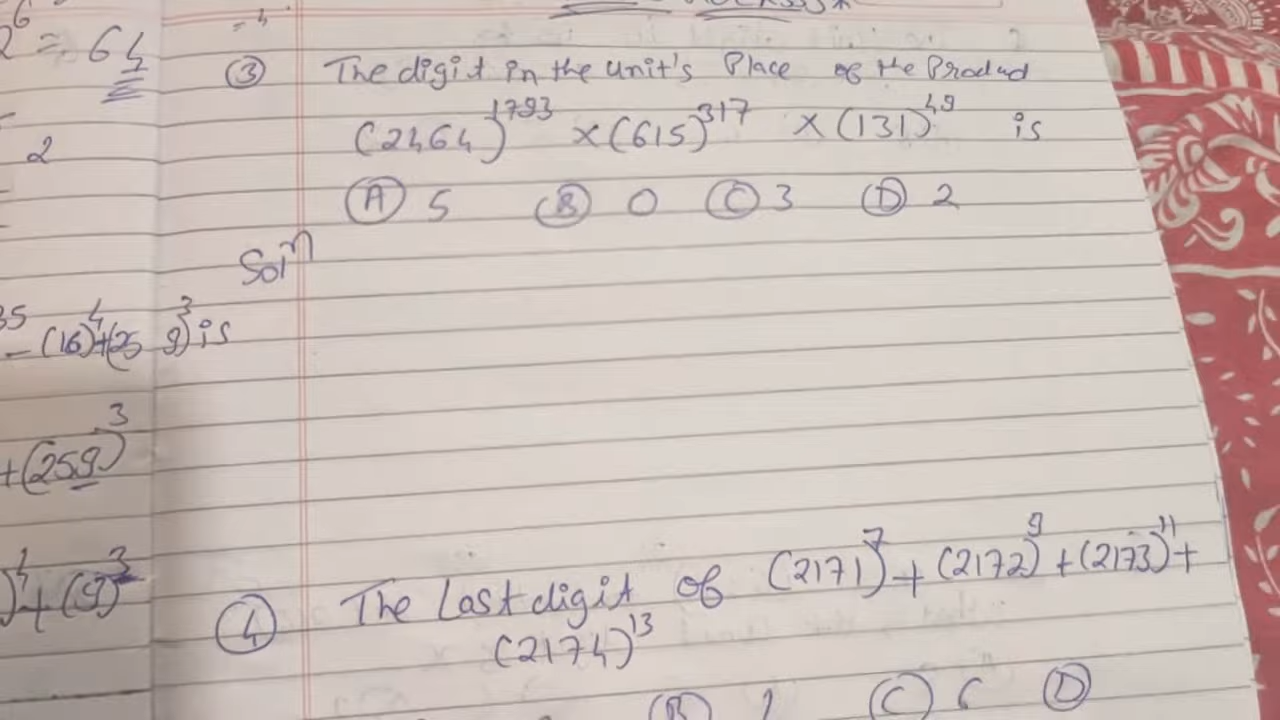 2⁶ = 64
2
③ The digit in the unit's Place of the Product
(2464)¹⁷⁹³ × (615)³¹⁷ × (131)⁴⁹ is
Ⓐ 5 Ⓑ 0 Ⓒ 3 Ⓓ 2
Solⁿ
35 - (16)⁴ + (25 9)³ is
+ (259)³
)⁴ + (9)³
④ The Last digit of (2171)⁷ + (2172)⁹ + (2173)¹¹ +
(2174)¹³
Ⓑ 1 Ⓒ 6 Ⓓ